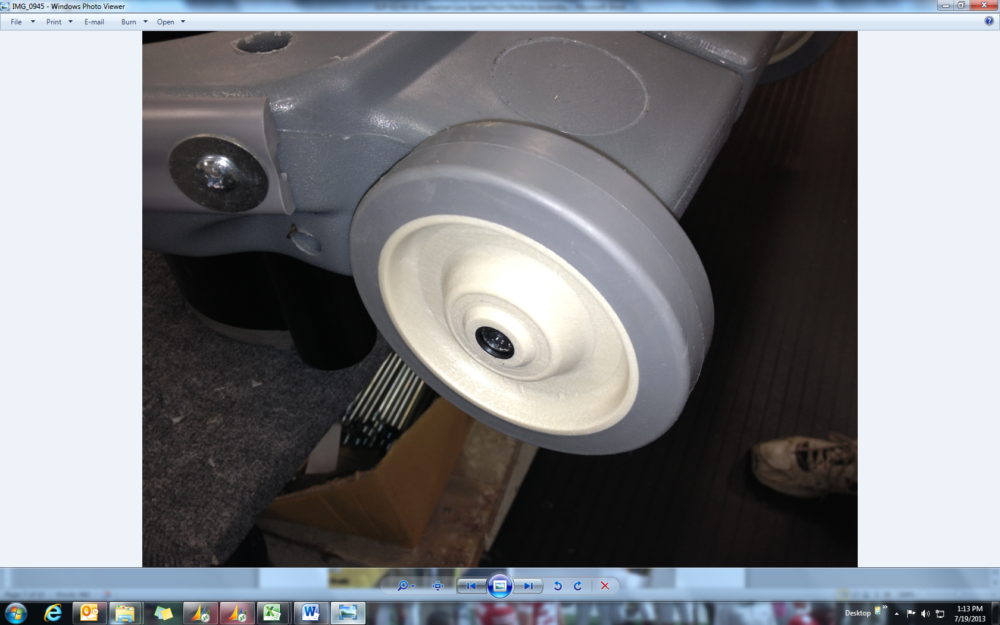 IMG_0945 - Windows Photo Viewer
File Print E-mail Burn Open
Desktop
1:13 PM
7/19/2013